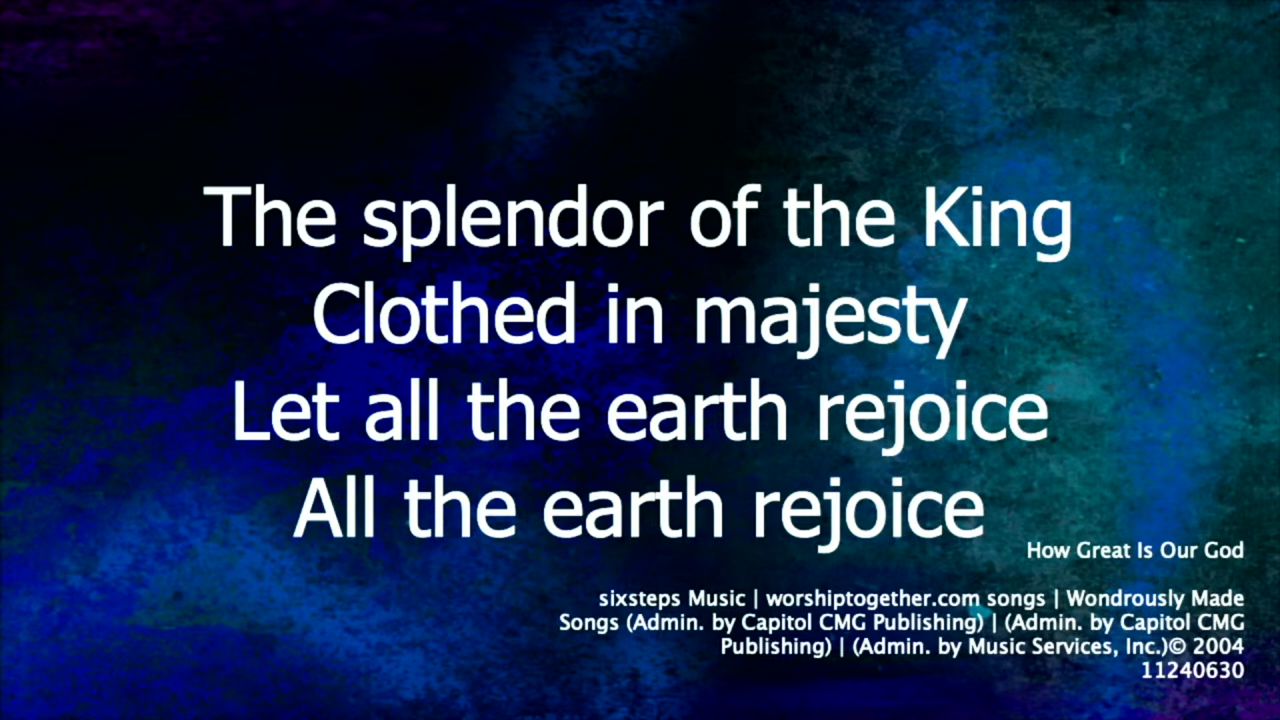 The splendor of the King
Clothed in majesty
Let all the earth rejoice
All the earth rejoice
How Great Is Our God
sixsteps Music | worshiptogether.com songs | Wondrously Made
Songs (Admin. by Capitol CMG Publishing) | (Admin. by Capitol CMG
Publishing) | (Admin. by Music Services, Inc.)© 2004
11240630